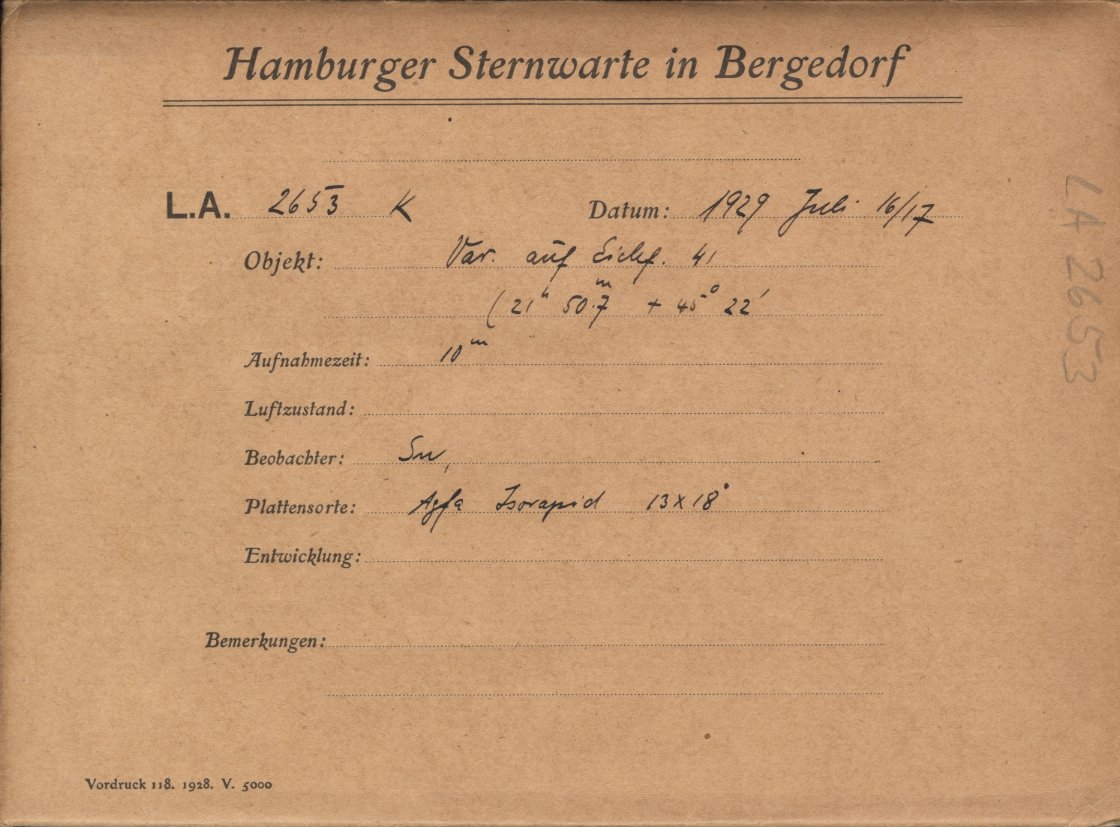 Hamburger Sternwarte in Bergedorf
L.A. 2653 K Datum: 1929 Juli 16/17
Objekt: Var. auf Eichf. 41
(21ʰ 50.7ᵐ + 45° 22'
Aufnahmezeit: 10ᵐ
Luftzustand:
Beobachter:
Plattensorte: Agfa Isorapid 13x18
Entwicklung:
Bemerkungen:
Vordruck 118. 1928. V. 5000
LA 2653